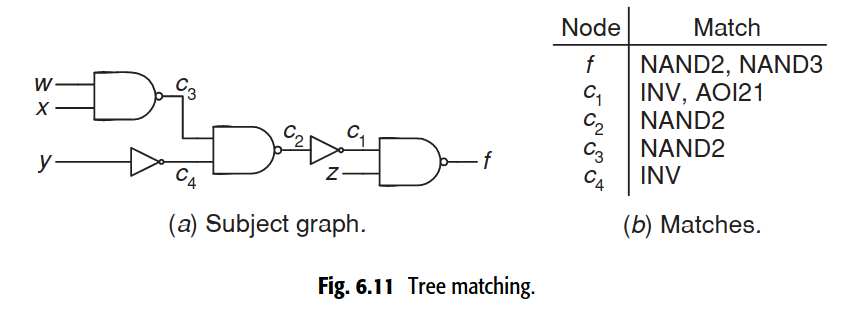 w
x
y
c3
c4
c2
c1
z
f
(a) Subject graph.
Node Match
f NAND2, NAND3
c1 INV, AOI21
c2 NAND2
c3 NAND2
c4 INV
(b) Matches.
Fig. 6.11 Tree matching.